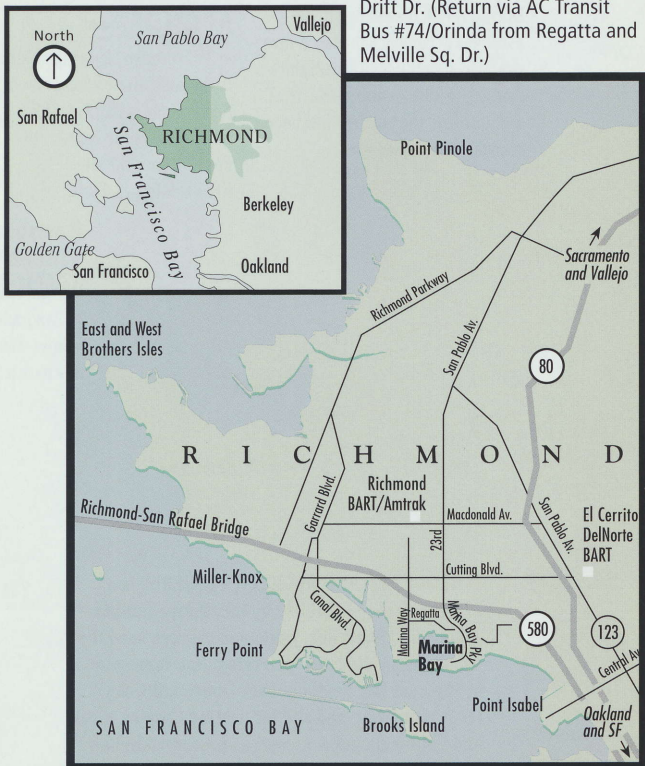 Drift Dr. (Return via AC Transit
Bus #74/Orinda from Regatta and
Melville Sq. Dr.)
North
San Pablo Bay
Vallejo
San Rafael
RICHMOND
San Francisco Bay
Berkeley
Golden Gate
San Francisco
Oakland
Point Pinole
Sacramento
and Vallejo
Richmond Parkway
San Pablo Av.
East and West
Brothers Isles
80
RICHMOND
Garrard Blvd.
Richmond
BART/Amtrak
Richmond-San Rafael Bridge
23rd
Macdonald Av.
San Pablo Av.
El Cerrito
DelNorte
BART
Miller-Knox
Cutting Blvd.
Canal Blvd.
Marina Way
Regatta
Marina Bay Pky
580
123
Ferry Point
Marina
Bay
Central Av
Point Isabel
Oakland
and SF
SAN FRANCISCO BAY
Brooks Island